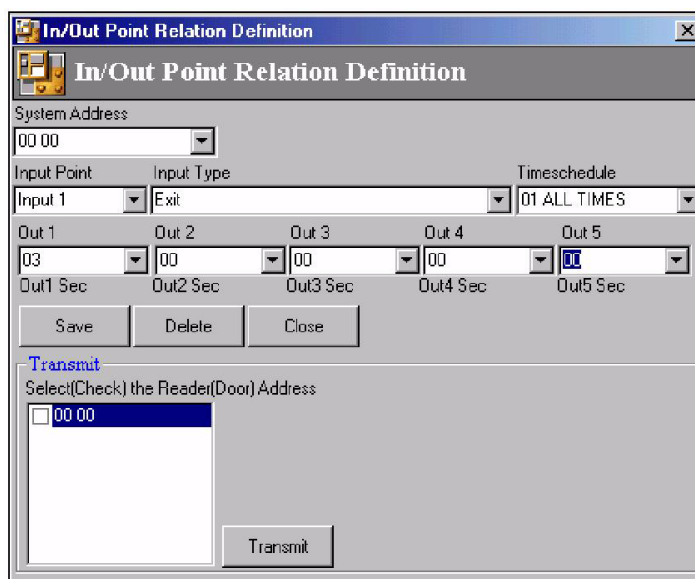 In/Out Point Relation Definition
In/Out Point Relation Definition
System Address
00 00
Input Point Input Type Timeschedule
Input 1 Exit 01 ALL TIMES
Out 1 Out 2 Out 3 Out 4 Out 5
03 00 00 00 00
Out1 Sec Out2 Sec Out3 Sec Out4 Sec Out5 Sec
Save Delete Close
Transmit
Select(Check) the Reader(Door) Address
00 00
Transmit